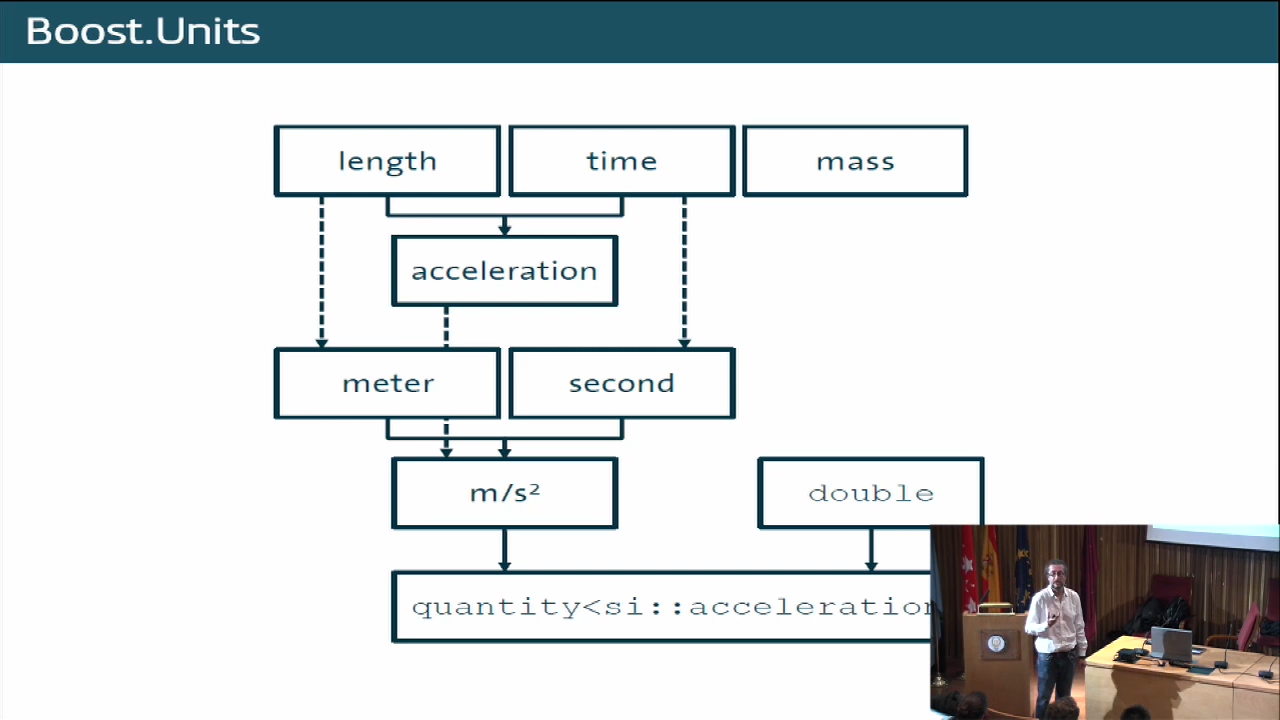 Boost.Units
length time mass
acceleration
meter second
m/s²
double
quantity<si::acceleration